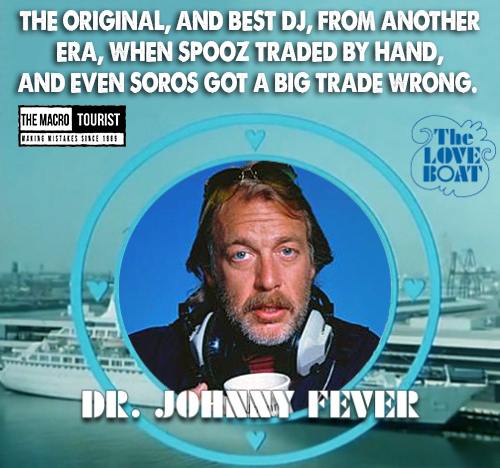 THE ORIGINAL, AND BEST DJ, FROM ANOTHER
ERA, WHEN SPOOZ TRADED BY HAND,
AND EVEN SOROS GOT A BIG TRADE WRONG.
THE MACRO TOURIST
MAKING MISTAKES SINCE 1969
The
LOVE
BOAT
DR. JOHNNY FEVER